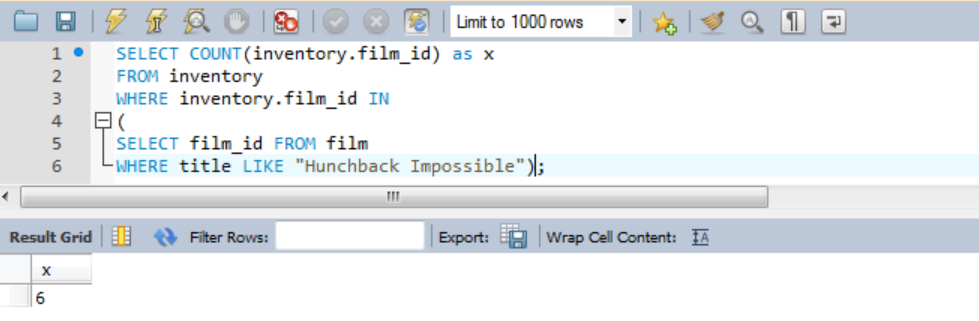 Limit to 1000 rows
1 SELECT COUNT(inventory.film_id) as x
2 FROM inventory
3 WHERE inventory.film_id IN
4 (
5 SELECT film_id FROM film
6 WHERE title LIKE "Hunchback Impossible");
Result Grid Filter Rows: Export: Wrap Cell Content: IA
x
6